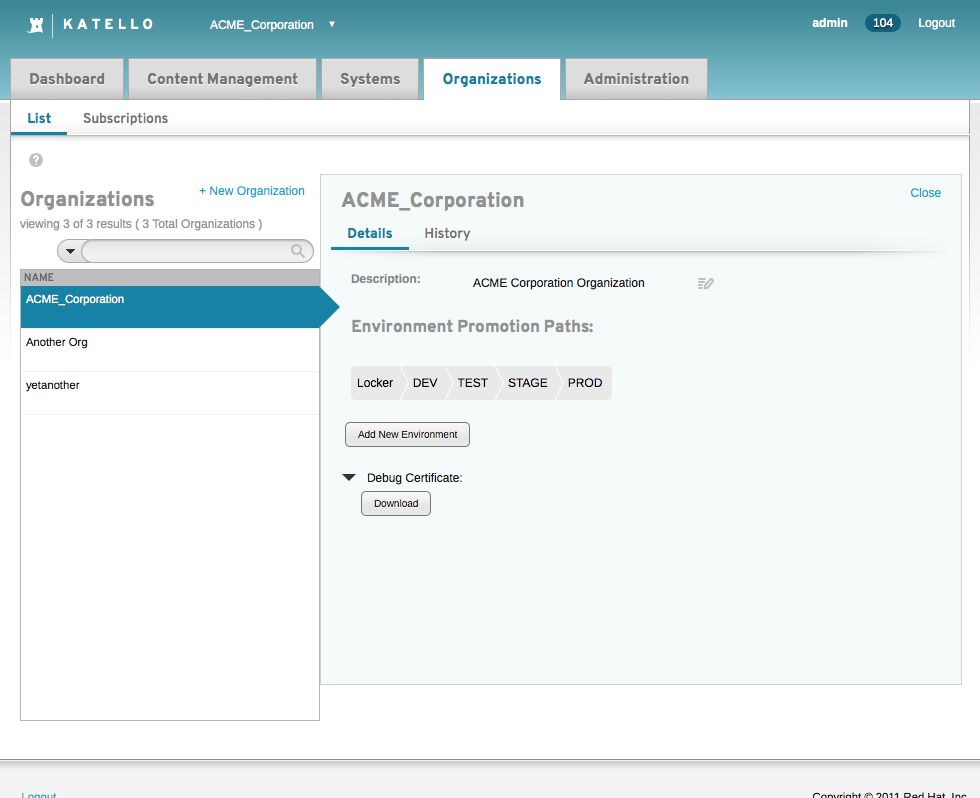 KATELLO ACME_Corporation ▼ admin 104 Logout
Dashboard Content Management Systems Organizations Administration
List Subscriptions
?
Organizations + New Organization
viewing 3 of 3 results ( 3 Total Organizations )
NAME
ACME_Corporation
Another Org
yetanother
ACME_Corporation Close
Details History
Description: ACME Corporation Organization
Environment Promotion Paths:
Locker DEV TEST STAGE PROD
Add New Environment
Debug Certificate:
Download
Logout Copyright © 2011 Red Hat, Inc